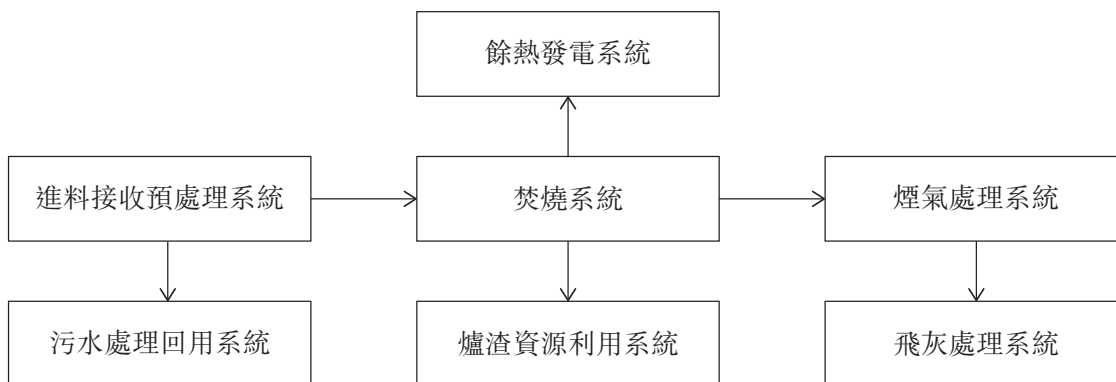 餘熱發電系統
進料接收預處理系統
焚燒系統
煙氣處理系統
污水處理回用系統
爐渣資源利用系統
飛灰處理系統